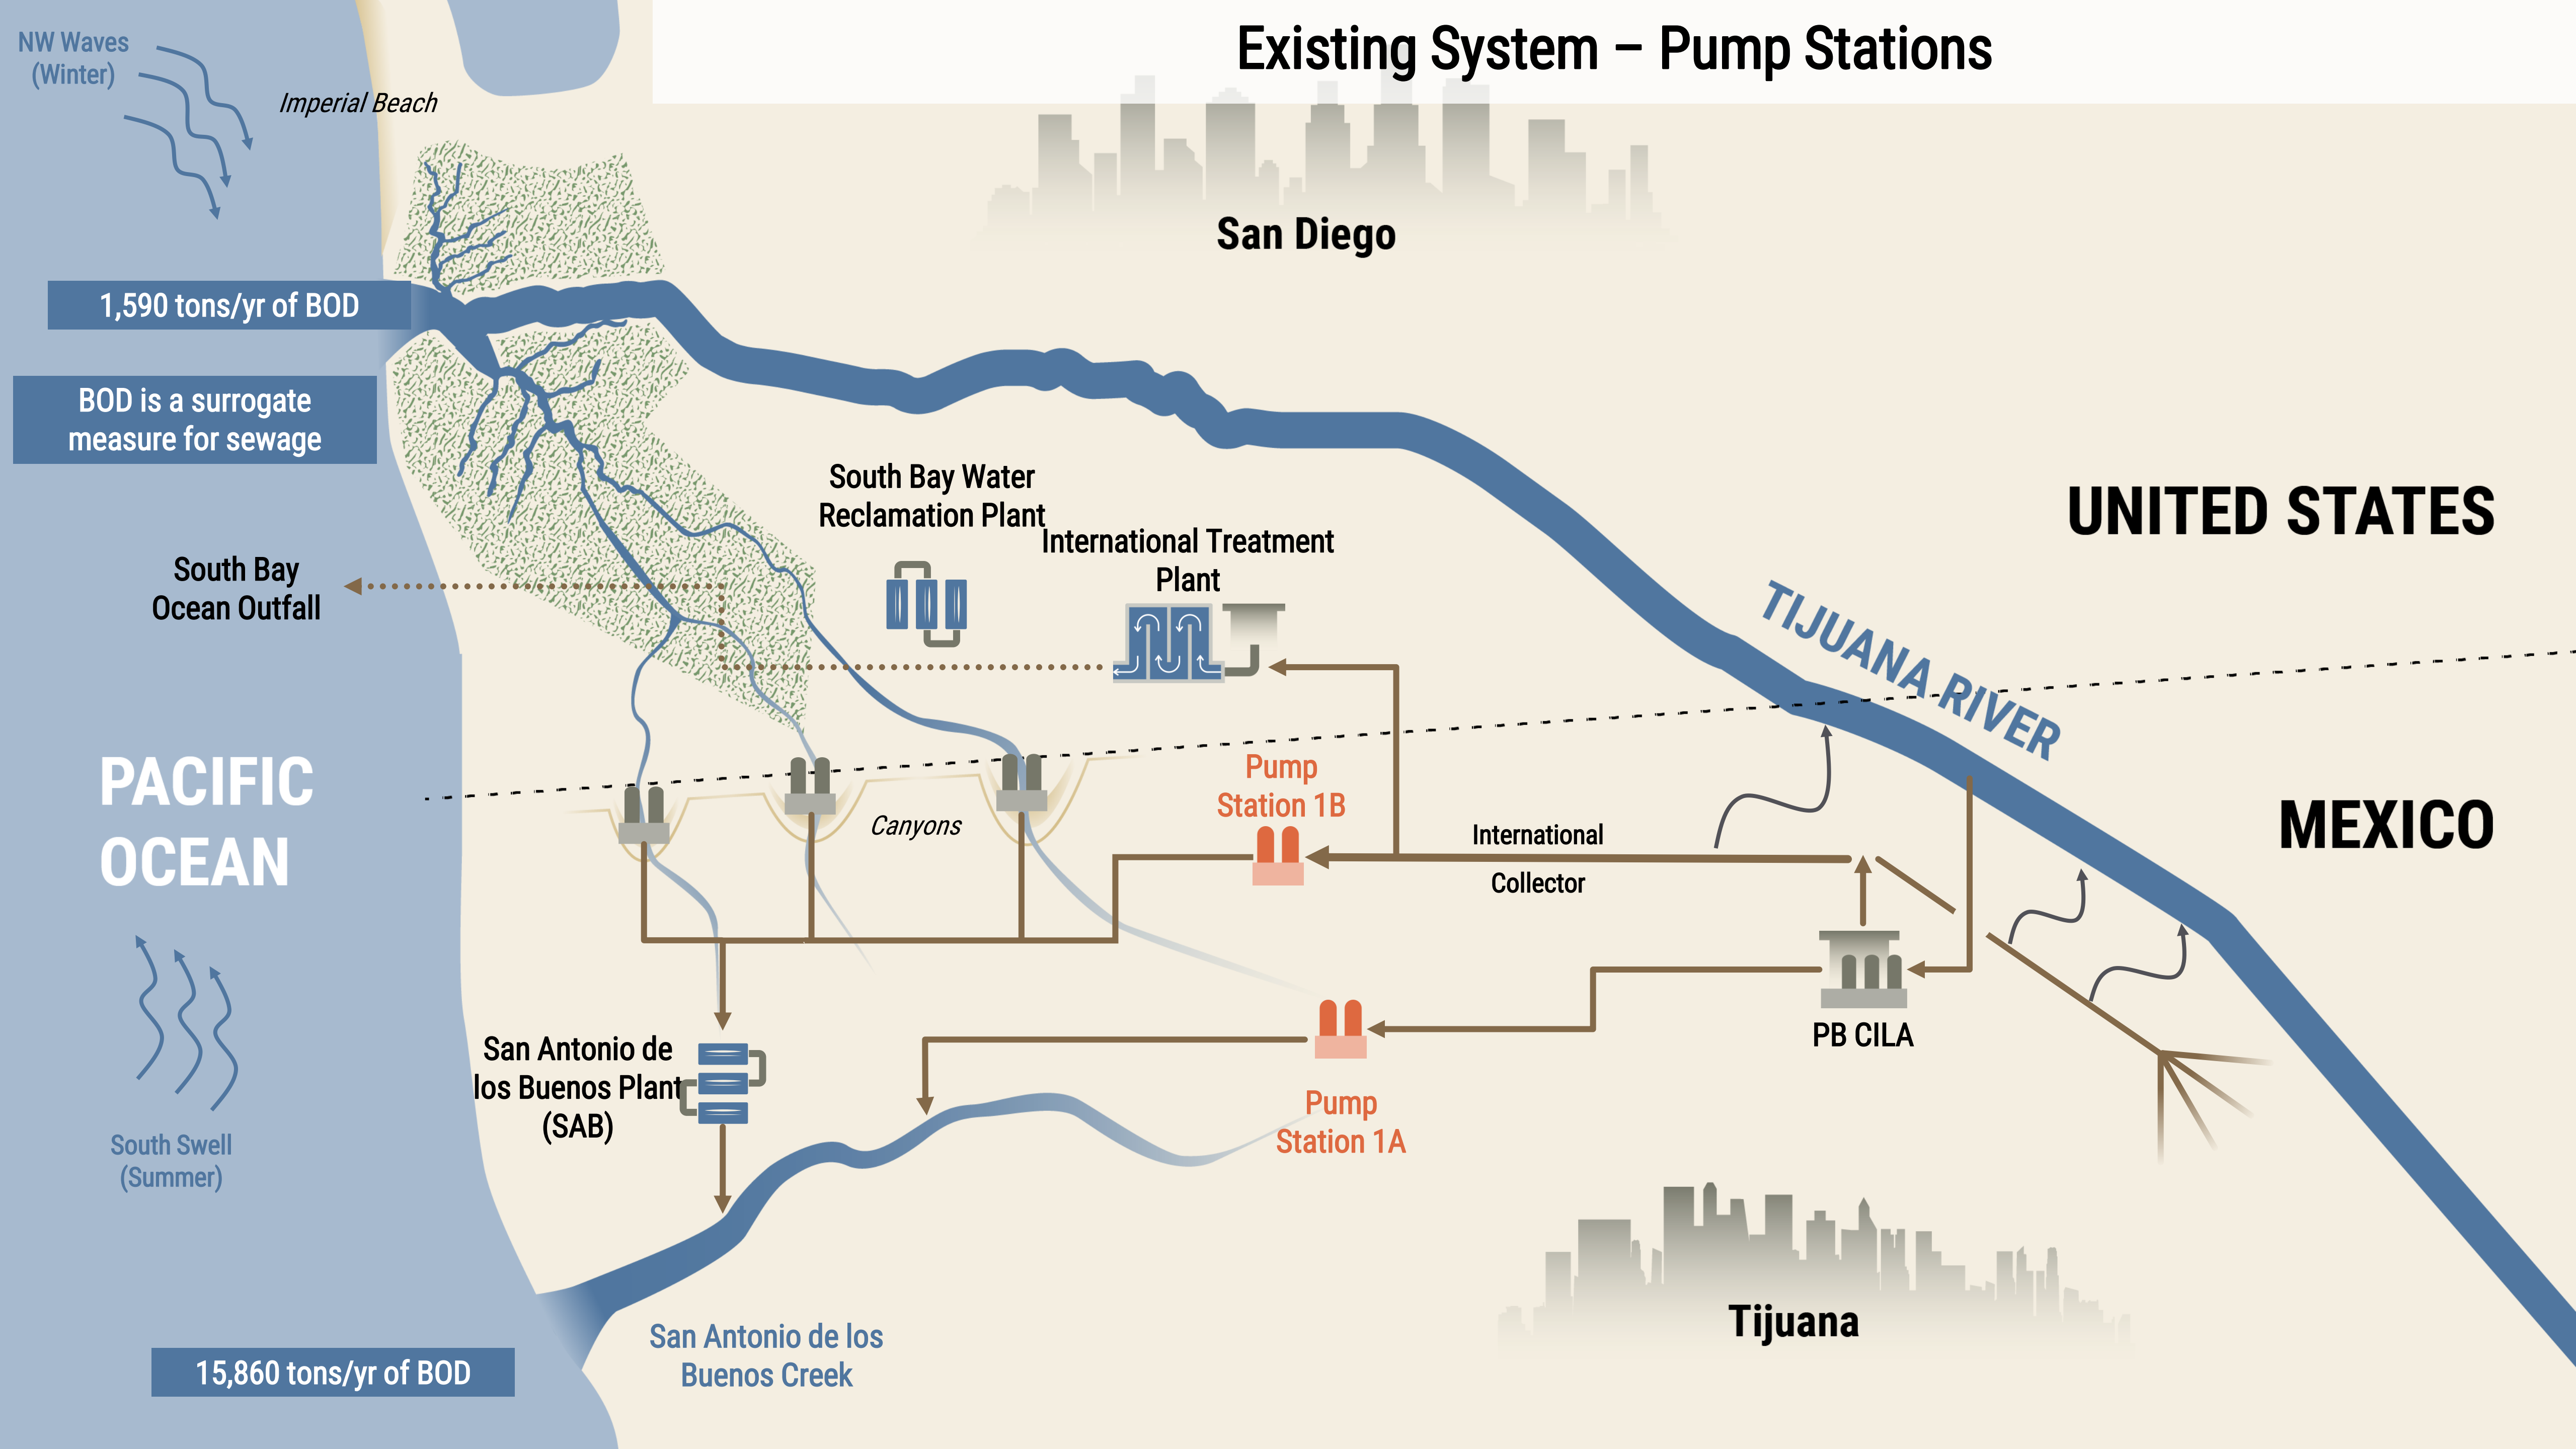 Existing System – Pump Stations
NW Waves
(Winter)
Imperial Beach
San Diego
1,590 tons/yr of BOD
BOD is a surrogate
measure for sewage
South Bay Water
Reclamation Plant
International Treatment
Plant
UNITED STATES
South Bay
Ocean Outfall
TIJUANA RIVER
PACIFIC
OCEAN
Pump
Station 1B
Canyons
International
Collector
MEXICO
PB CILA
San Antonio de
los Buenos Plant
(SAB)
Pump
Station 1A
South Swell
(Summer)
Tijuana
San Antonio de los
Buenos Creek
15,860 tons/yr of BOD